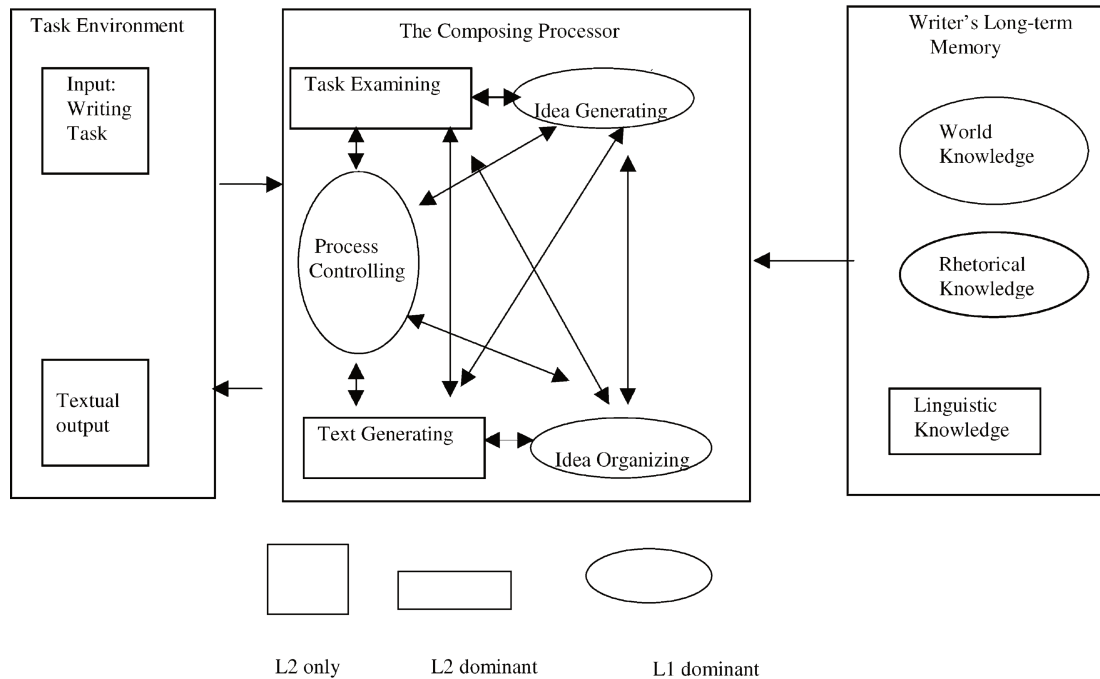 Task Environment
Input:
Writing
Task
Textual
output
The Composing Processor
Task Examining
Idea Generating
Process
Controlling
Text Generating
Idea Organizing
Writer's Long-term
Memory
World
Knowledge
Rhetorical
Knowledge
Linguistic
Knowledge
L2 only
L2 dominant
L1 dominant